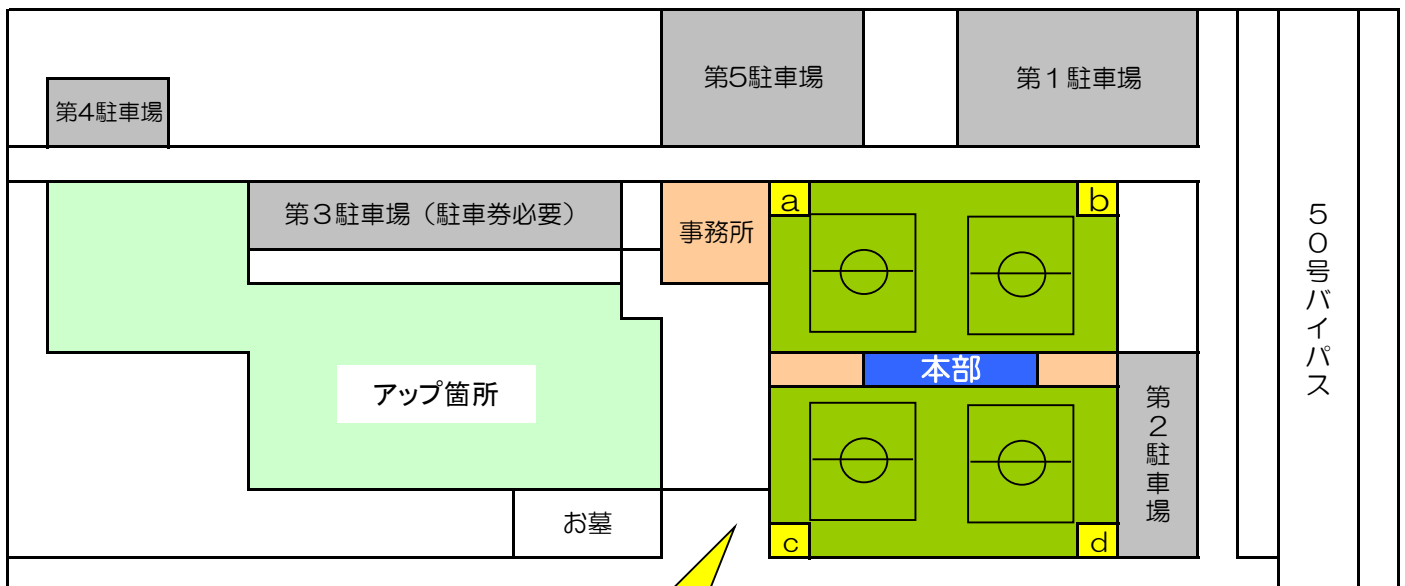 第5駐車場
第１駐車場
第4駐車場
第３駐車場（駐車券必要）
事務所
a
b
５０号バイパス
本部
アップ箇所
第２駐車場
お墓
c
d